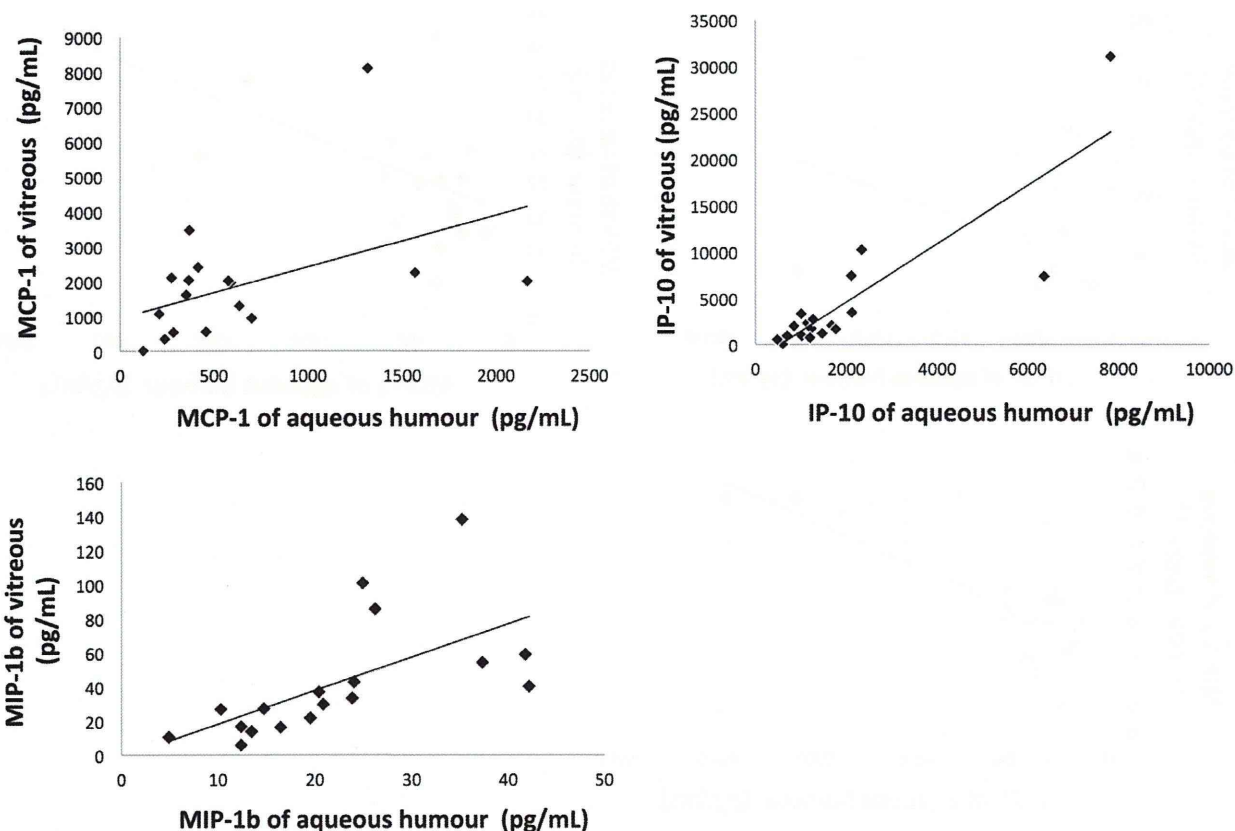 MCP-1 of vitreous (pg/mL)
9000
8000
7000
6000
5000
4000
3000
2000
1000
0
0 500 1000 1500 2000 2500
MCP-1 of aqueous humour (pg/mL)
IP-10 of vitreous (pg/mL)
35000
30000
25000
20000
15000
10000
5000
0
0 2000 4000 6000 8000 10000
IP-10 of aqueous humour (pg/mL)
MIP-1b of vitreous
(pg/mL)
160
140
120
100
80
60
40
20
0
0 10 20 30 40 50
MIP-1b of aqueous humour (pg/mL)